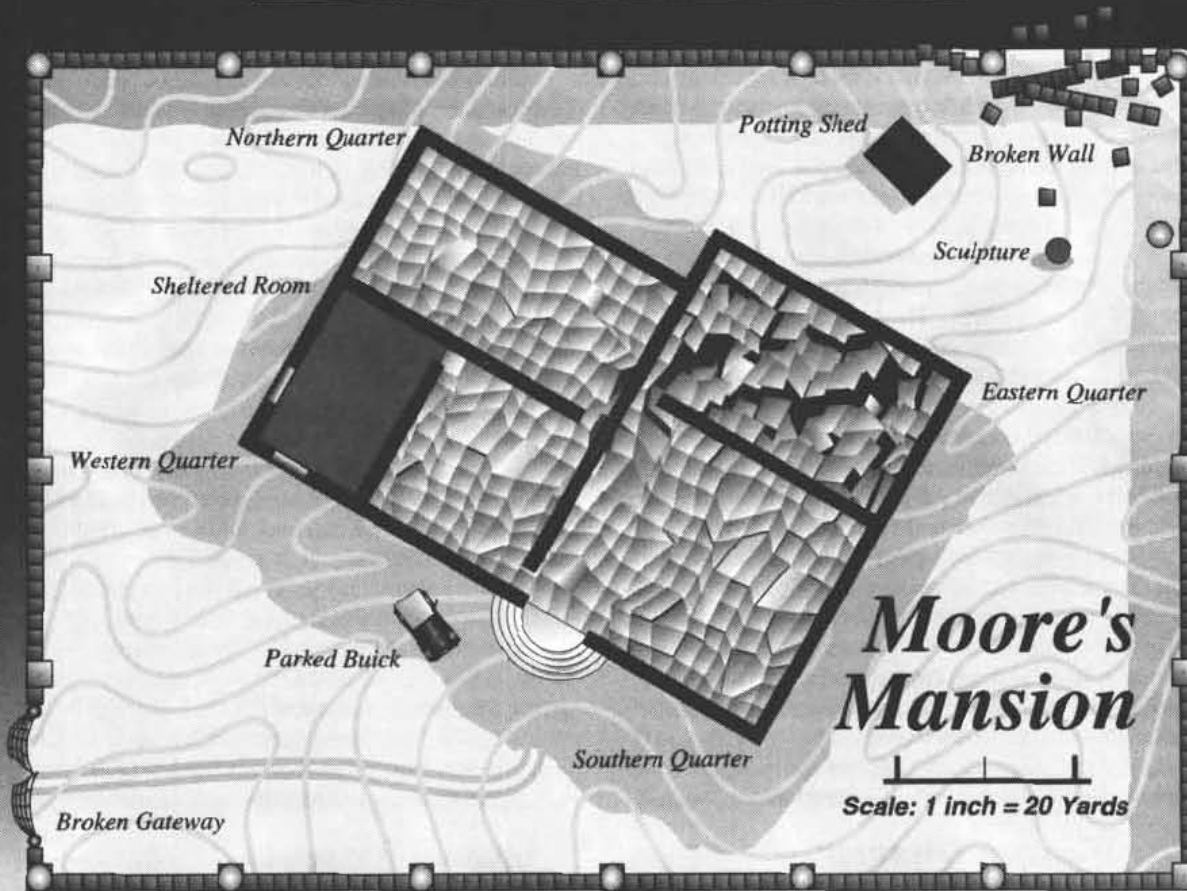 Northern Quarter
Potting Shed
Broken Wall
Sculpture
Sheltered Room
Eastern Quarter
Western Quarter
Parked Buick
Moore's
Mansion
Southern Quarter
Scale: 1 inch = 20 Yards
Broken Gateway